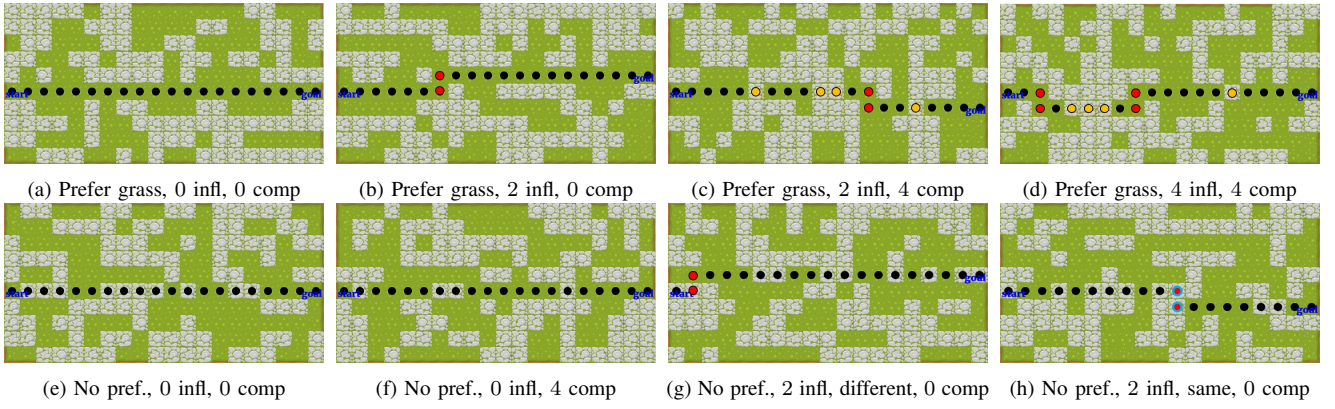 start goal
start goal
start goal
start goal
(a) Prefer grass, 0 infl, 0 comp
(b) Prefer grass, 2 infl, 0 comp
(c) Prefer grass, 2 infl, 4 comp
(d) Prefer grass, 4 infl, 4 comp
start goal
start goal
start goal
start goal
(e) No pref., 0 infl, 0 comp
(f) No pref., 0 infl, 4 comp
(g) No pref., 2 infl, different, 0 comp
(h) No pref., 2 infl, same, 0 comp